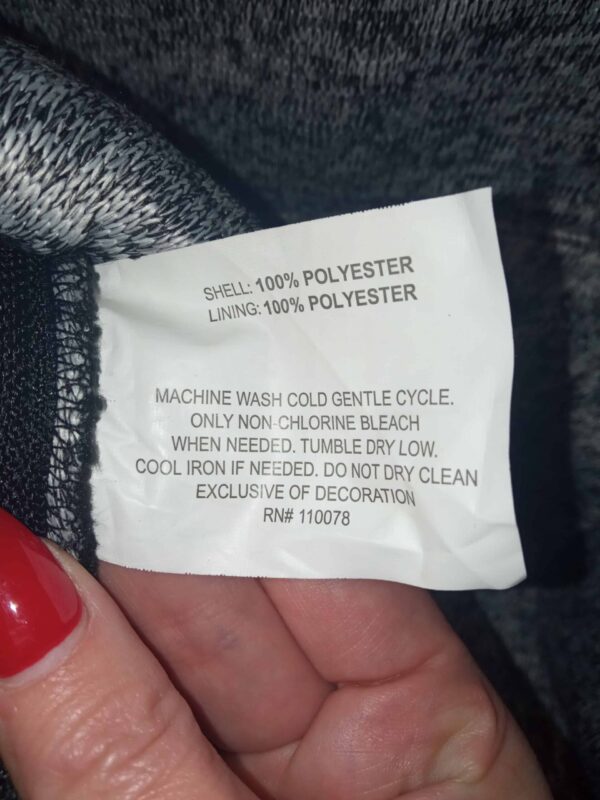 SHELL: 100% POLYESTER
LINING: 100% POLYESTER
MACHINE WASH COLD GENTLE CYCLE.
ONLY NON-CHLORINE BLEACH
WHEN NEEDED. TUMBLE DRY LOW.
COOL IRON IF NEEDED. DO NOT DRY CLEAN
EXCLUSIVE OF DECORATION
RN# 110078